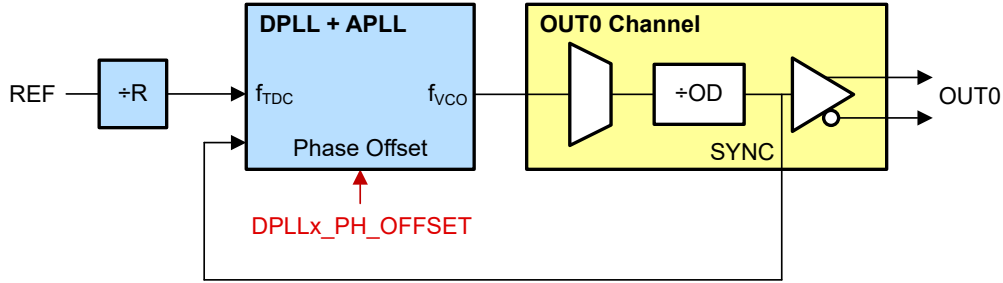 DPLL + APLL
OUT0 Channel
REF
÷R
fTDC
fVCO
÷OD
OUT0
Phase Offset
SYNC
DPLLx_PH_OFFSET